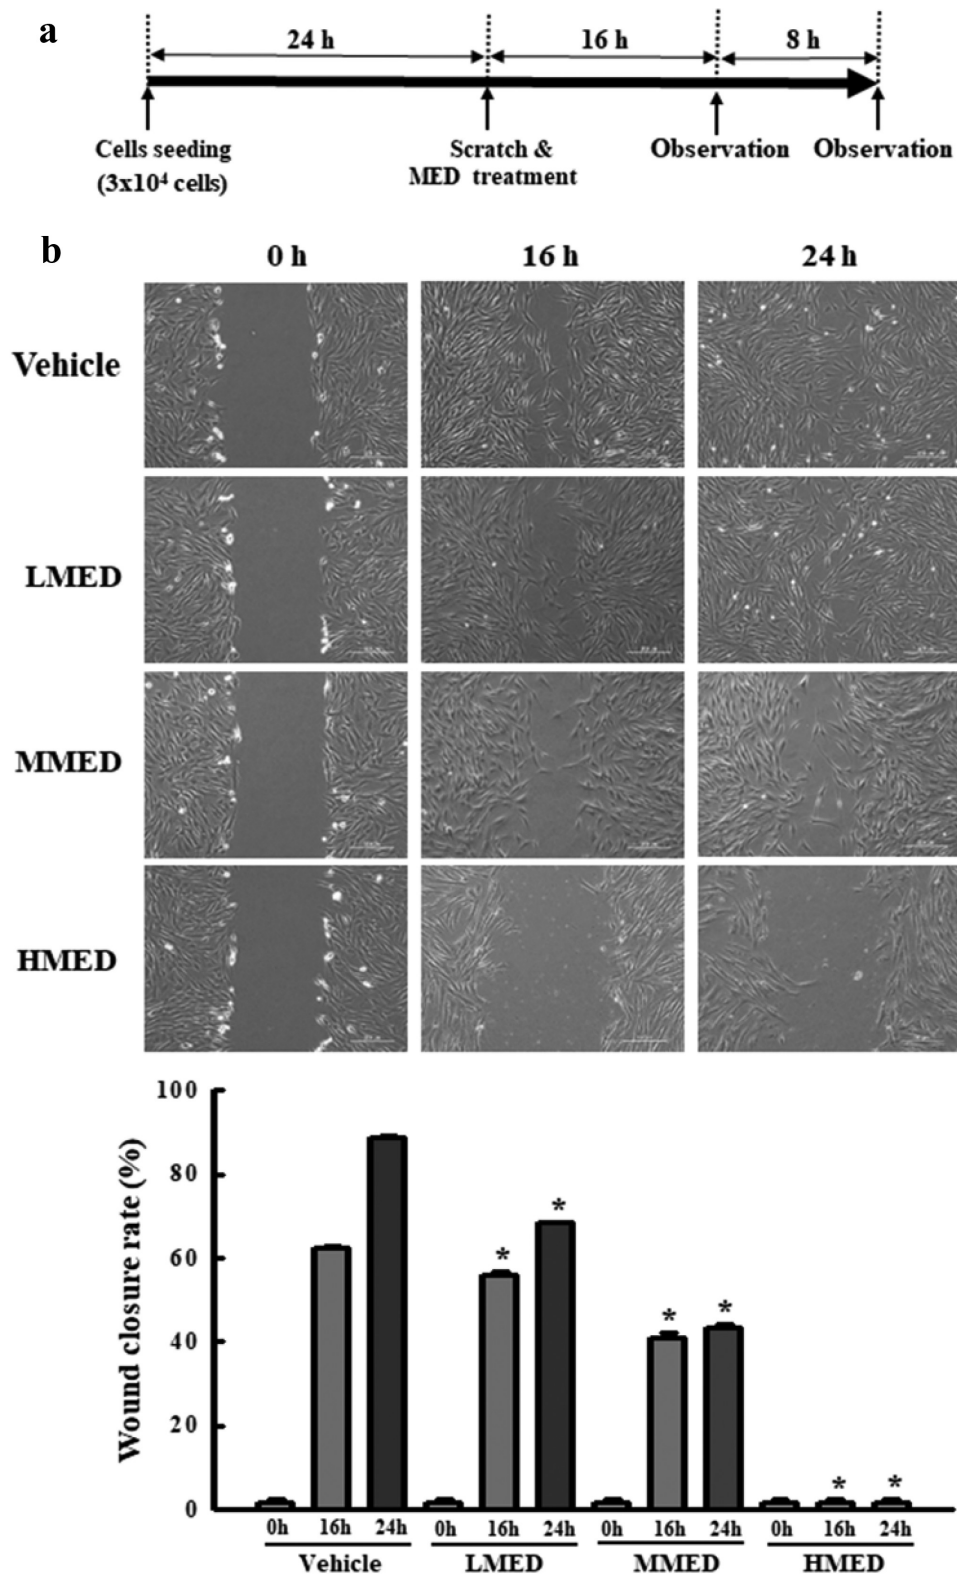 a
24 h 16 h 8 h
Cells seeding
(3x10⁴ cells)
Scratch &
MED treatment
Observation Observation
b
0 h 16 h 24 h
Vehicle
LMED
MMED
HMED
Wound closure rate (%)
100
80
60
40
20
0
* * * * * *
0h 16h 24h 0h 16h 24h 0h 16h 24h 0h 16h 24h
Vehicle LMED MMED HMED